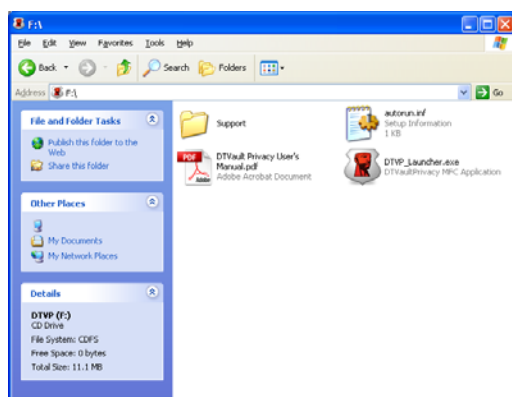 F:\
File Edit View Favorites Tools Help
Back Search Folders
Address F:\ Go
File and Folder Tasks
Publish this folder to the
Web
Share this folder
Other Places
My Documents
My Network Places
Details
DTVP (F:)
CD Drive
File System: CDFS
Free Space: 0 bytes
Total Size: 11.1 MB
Support
autorun.inf
Setup Information
1 KB
PDF
Adobe
DTVault Privacy User's
Manual.pdf
Adobe Acrobat Document
DTVP_Launcher.exe
DTVaultPrivacy MFC Application